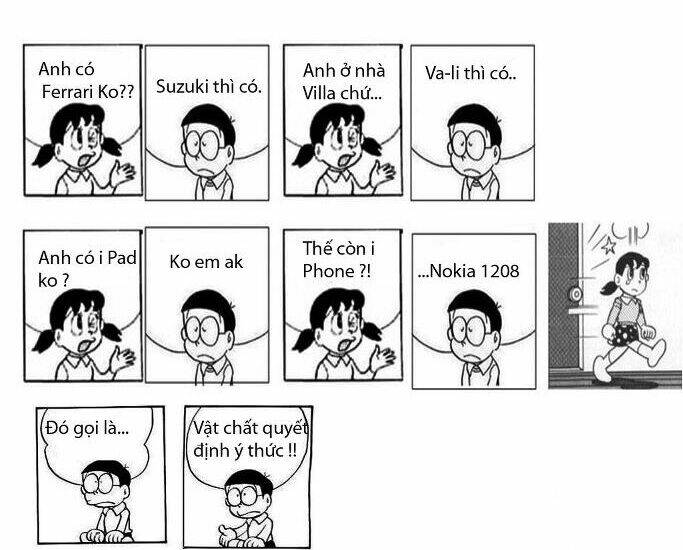 Anh có
Ferrari Ko??
Suzuki thì có.
Anh ở nhà
Villa chứ...
Va-li thì có..
Anh có i Pad
ko ?
Ko em ak
Thế còn i
Phone ?!
...Nokia 1208
Đó gọi là...
Vật chất quyết
định ý thức !!